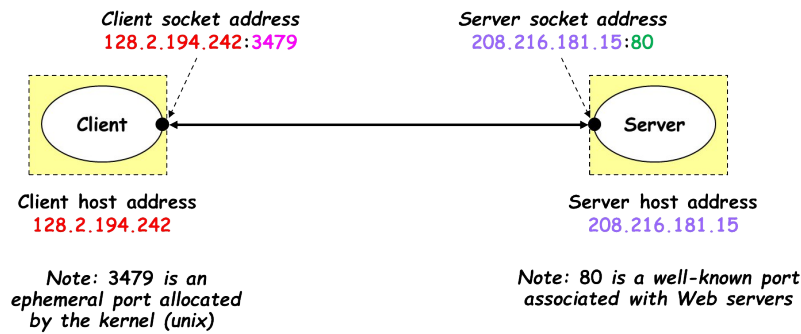 Client socket address
128.2.194.242:3479
Server socket address
208.216.181.15:80
Client
Server
Client host address
128.2.194.242
Server host address
208.216.181.15
Note: 3479 is an
ephemeral port allocated
by the kernel (unix)
Note: 80 is a well-known port
associated with Web servers